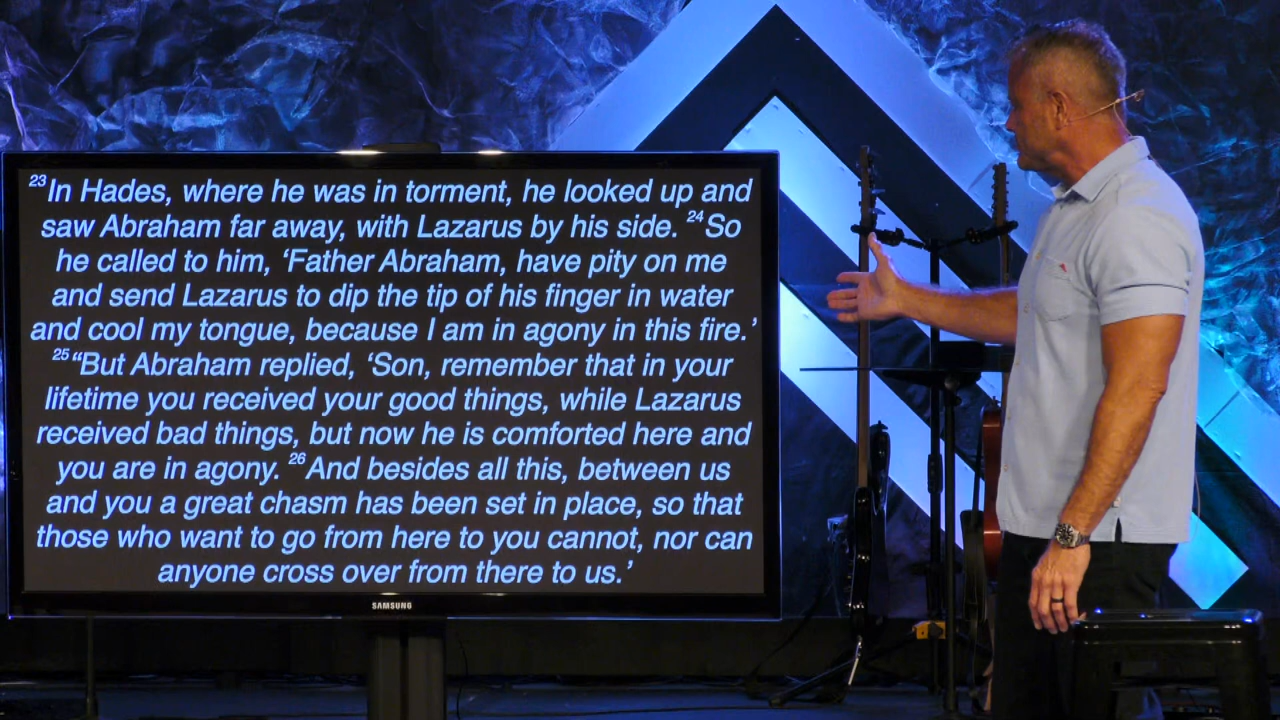 23In Hades, where he was in torment, he looked up and
saw Abraham far away, with Lazarus by his side. 24So
he called to him, ‘Father Abraham, have pity on me
and send Lazarus to dip the tip of his finger in water
and cool my tongue, because I am in agony in this fire.’
25“But Abraham replied, ‘Son, remember that in your
lifetime you received your good things, while Lazarus
received bad things, but now he is comforted here and
you are in agony. 26And besides all this, between us
and you a great chasm has been set in place, so that
those who want to go from here to you cannot, nor can
anyone cross over from there to us.’
SAMSUNG